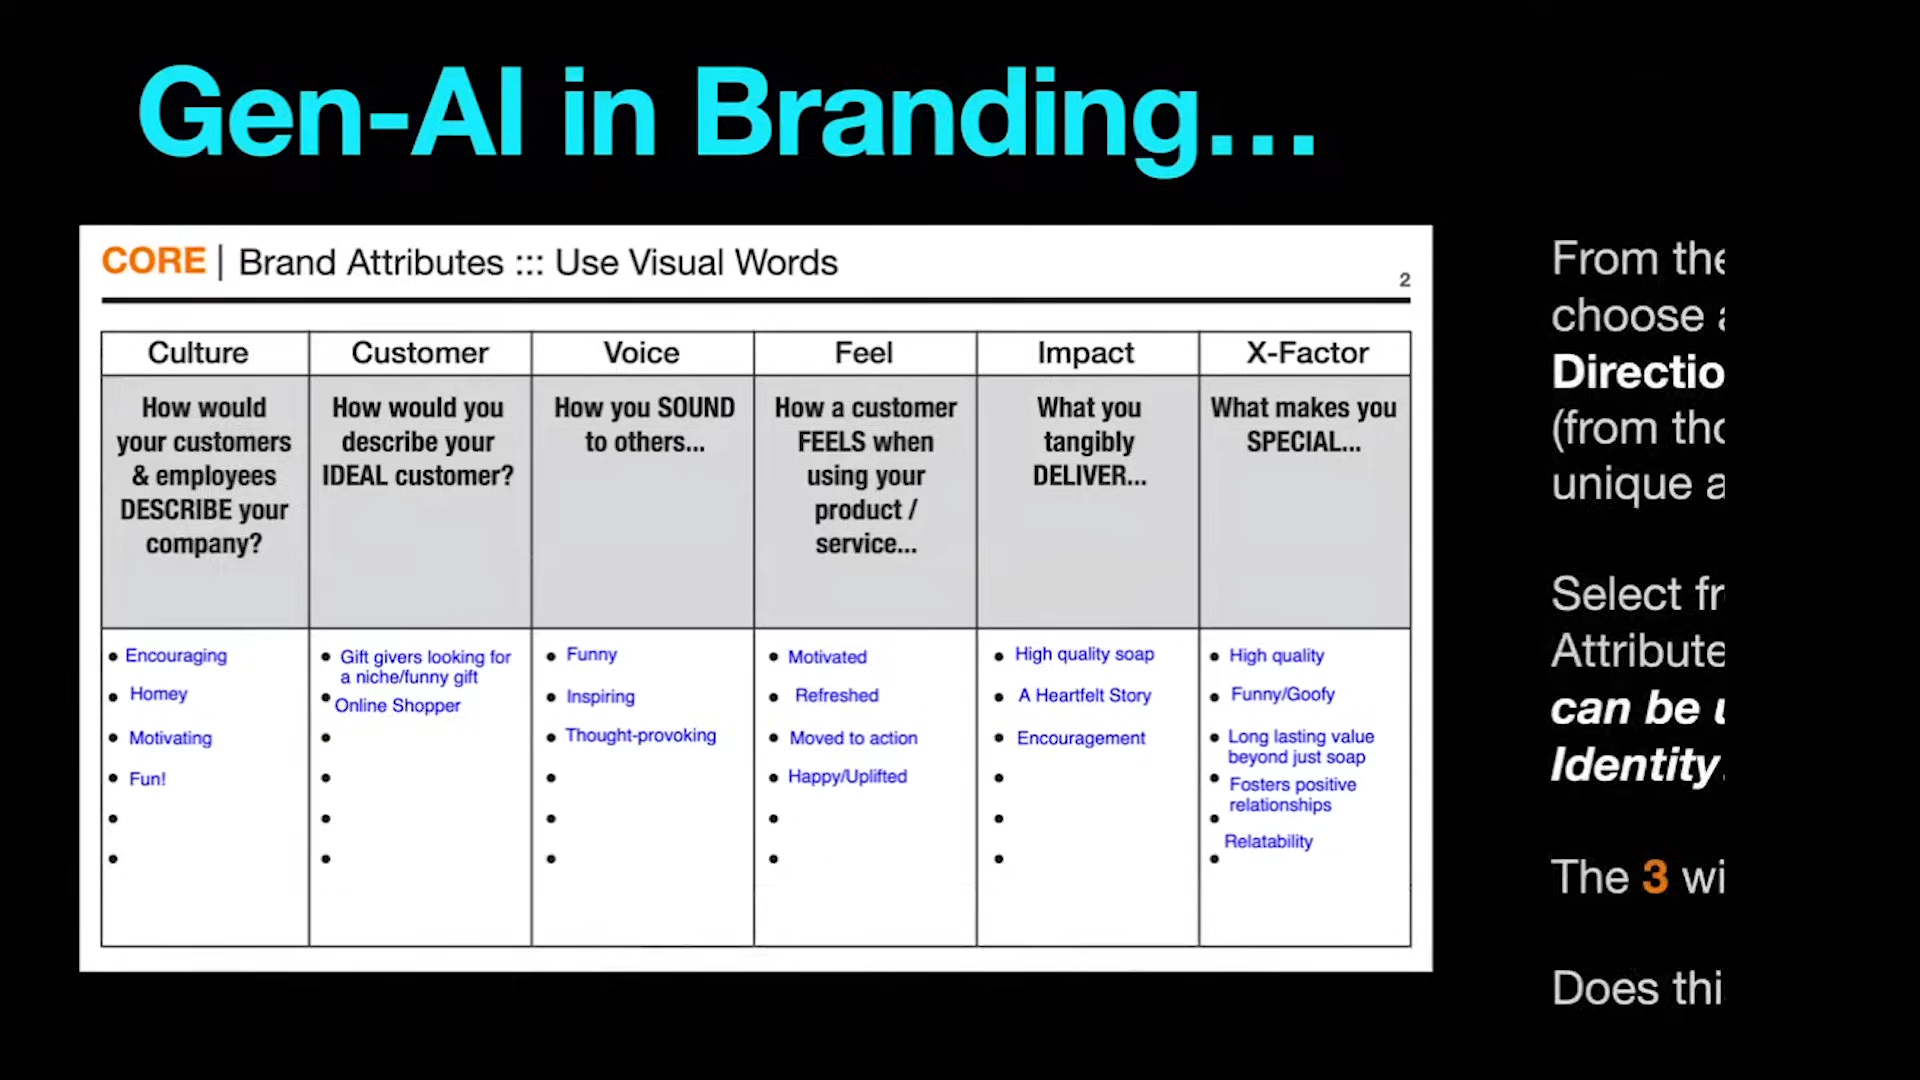 Gen-AI in Branding...
CORE | Brand Attributes ::: Use Visual Words
2
Culture
How would
your customers
& employees
DESCRIBE your
company?
• Encouraging
• Homey
• Motivating
• Fun!
Customer
How would you
describe your
IDEAL customer?
• Gift givers looking for
a niche/funny gift
• Online Shopper
Voice
How you SOUND
to others...
• Funny
• Inspiring
• Thought-provoking
Feel
How a customer
FEELS when
using your
product /
service...
• Motivated
• Refreshed
• Moved to action
• Happy/Uplifted
Impact
What you
tangibly
DELIVER...
• High quality soap
• A Heartfelt Story
• Encouragement
X-Factor
What makes you
SPECIAL...
• High quality
• Funny/Goofy
• Long lasting value
beyond just soap
• Fosters positive
relationships
• Relatability
From the
choose
Directio
(from
unique a
Select
Attribute
can be
Identity
The 3 wi
Does thi